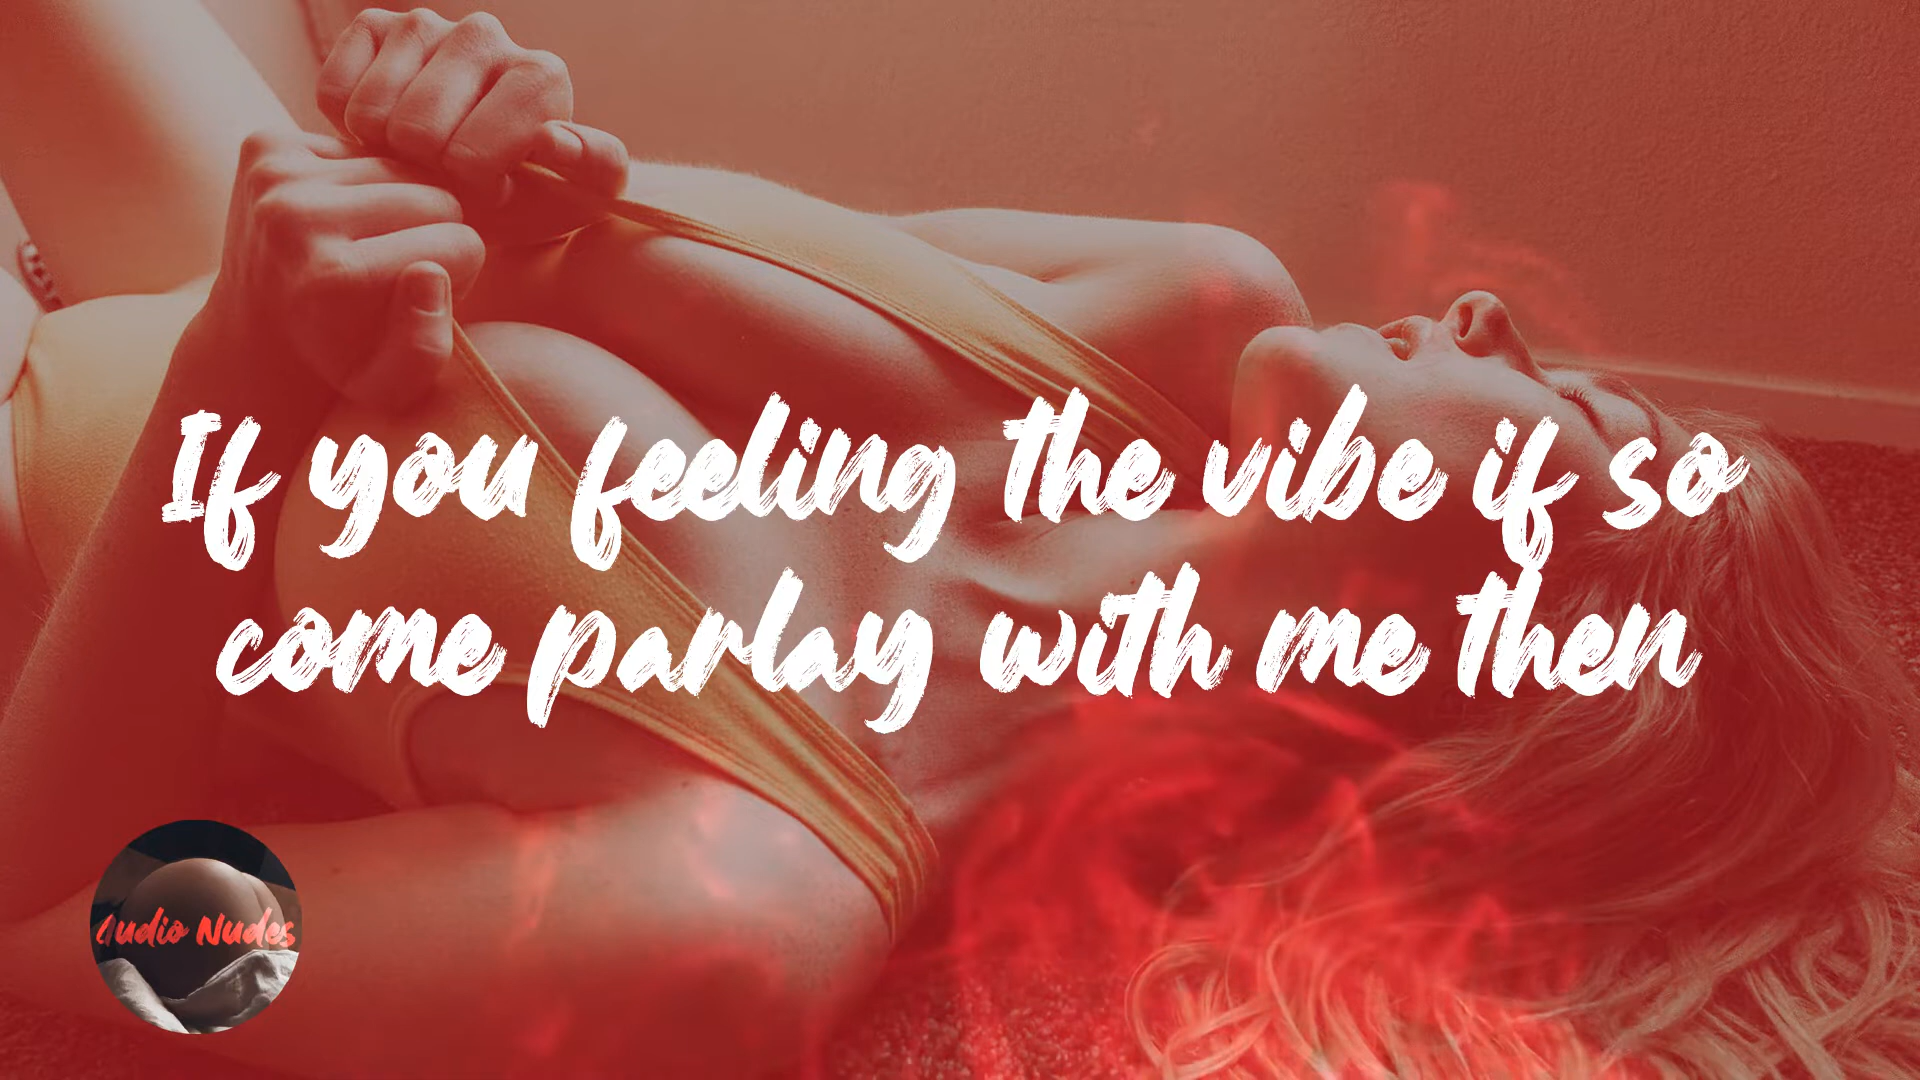 If you feeling the vibe if so
come parlay with me then
Audio Nudes